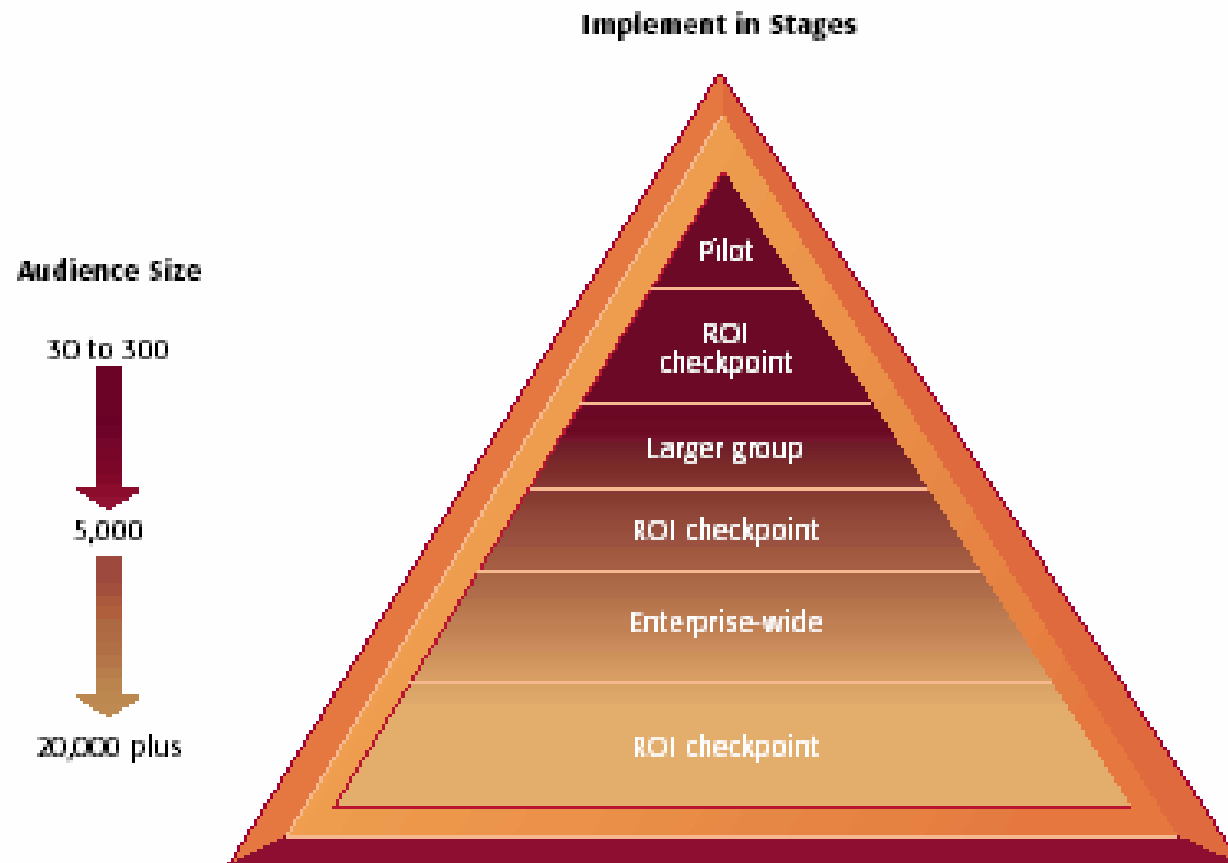 Implement in Stages
Audience Size
30 to 300
5,000
20,000 plus
Pilot
ROI
checkpoint
Larger group
ROI checkpoint
Enterprise-wide
ROI checkpoint